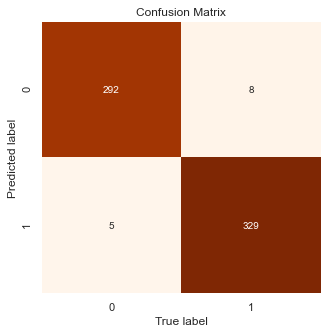 Confusion Matrix
Predicted label
0
292
8
1
5
329
0
1
True label